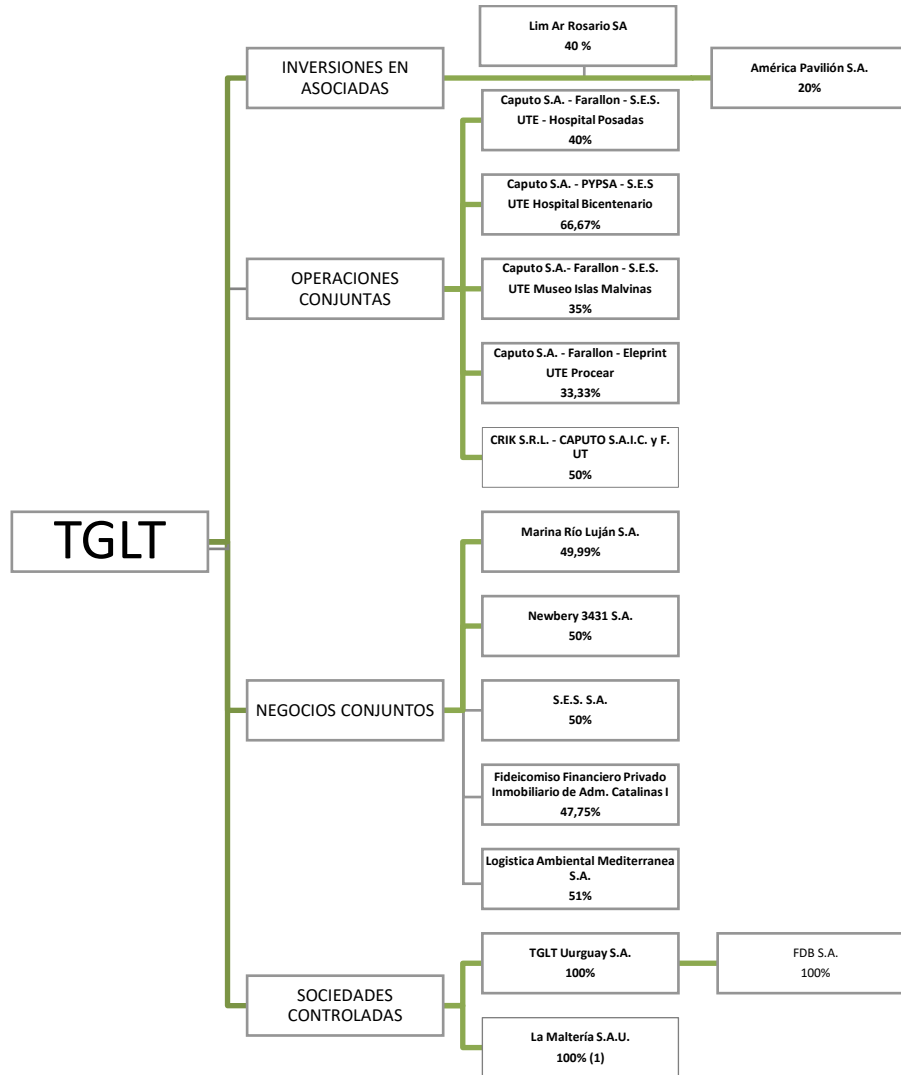 Lim Ar Rosario SA
40 %
INVERSIONES EN
ASOCIADAS
América Pavilión S.A.
20%
Caputo S.A. - Farallon - S.E.S.
UTE - Hospital Posadas
40%
Caputo S.A. - PYPSA - S.E.S
UTE Hospital Bicentenario
66,67%
OPERACIONES
CONJUNTAS
Caputo S.A.- Farallon - S.E.S.
UTE Museo Islas Malvinas
35%
Caputo S.A. - Farallon - Eleprint
UTE Procear
33,33%
CRIK S.R.L. - CAPUTO S.A.I.C. y F.
UT
50%
TGLT
Marina Río Luján S.A.
49,99%
Newbery 3431 S.A.
50%
NEGOCIOS CONJUNTOS
S.E.S. S.A.
50%
Fideicomiso Financiero Privado
Inmobiliario de Adm. Catalinas I
47,75%
Logistica Ambiental Mediterranea
S.A.
51%
SOCIEDADES
CONTROLADAS
TGLT Uurguay S.A.
100%
FDB S.A.
100%
La Maltería S.A.U.
100% (1)